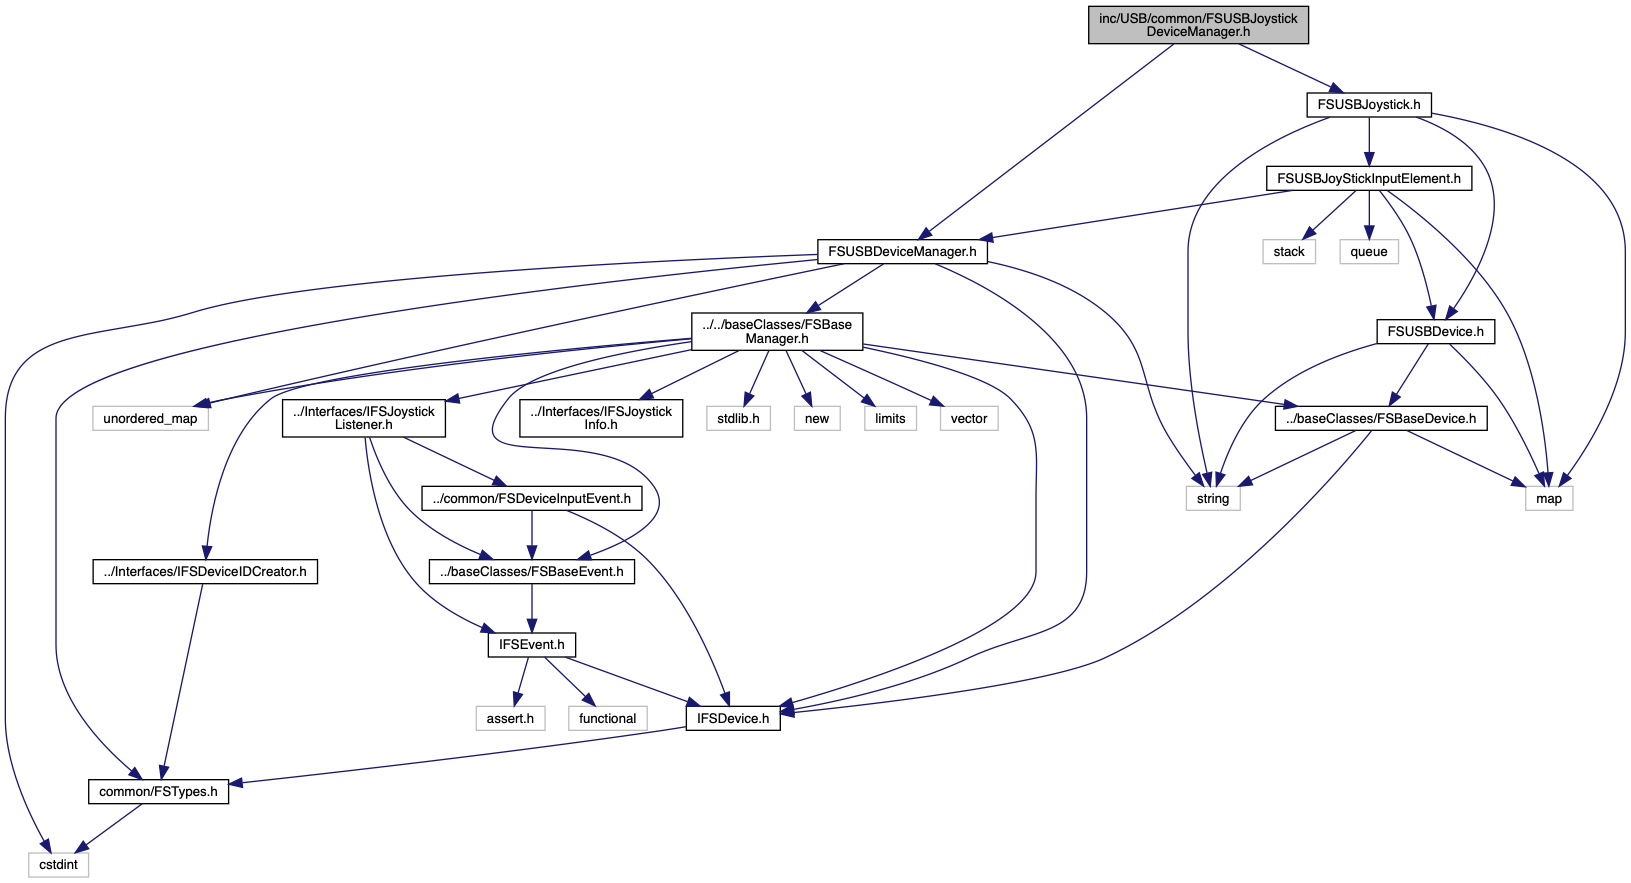 inc/USB/common/FSUSBJoystick
DeviceManager.h
FSUSBJoystick.h
FSUSBJoyStickInputElement.h
FSUSBDeviceManager.h
stack
queue
../../baseClasses/FSBase
Manager.h
FSUSBDevice.h
unordered_map
../Interfaces/IFSJoystick
Listener.h
../Interfaces/IFSJoystick
Info.h
stdlib.h
new
limits
vector
../baseClasses/FSBaseDevice.h
../common/FSDeviceInputEvent.h
string
map
../Interfaces/IFSDeviceIDCreator.h
../baseClasses/FSBaseEvent.h
IFSEvent.h
assert.h
functional
IFSDevice.h
common/FSTypes.h
cstdint